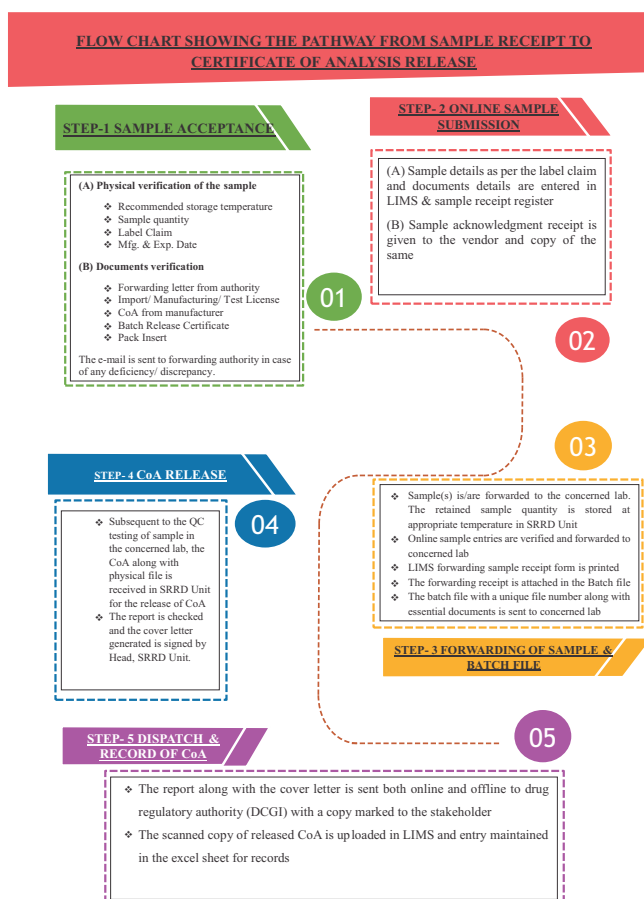 FLOW CHART SHOWING THE PATHWAY FROM SAMPLE RECEIPT TO
CERTIFICATE OF ANALYSIS RELEASE
STEP-1 SAMPLE ACCEPTANCE
(A) Physical verification of the sample
❖ Recommended storage temperature
❖ Sample quantity
❖ Label Claim
❖ Mfg. & Exp. Date
(B) Documents verification
❖ Forwarding letter from authority
❖ Import/ Manufacturing/ Test License
❖ CoA from manufacturer
❖ Batch Release Certificate
❖ Pack Insert
The e-mail is sent to forwarding authority in case
of any deficiency/ discrepancy.
01
STEP- 2 ONLINE SAMPLE
SUBMISSION
(A) Sample details as per the label claim
and documents details are entered in
LIMS & sample receipt register
(B) Sample acknowledgment receipt is
given to the vendor and copy of the
same
02
03
❖ Sample(s) is/are forwarded to the concerned lab.
The retained sample quantity is stored at
appropriate temperature in SRRD Unit
❖ Online sample entries are verified and forwarded to
concerned lab
❖ LIMS forwarding sample receipt form is printed
❖ The forwarding receipt is attached in the Batch file
❖ The batch file with a unique file number along with
essential documents is sent to concerned lab
STEP- 3 FORWARDING OF SAMPLE &
BATCH FILE
STEP- 4 CoA RELEASE
04
❖ Subsequent to the QC
testing of sample in
the concerned lab, the
CoA along with
physical file is
received in SRRD Unit
for the release of CoA
❖ The report is checked
and the cover letter
generated is signed by
Head, SRRD Unit.
05
STEP- 5 DISPATCH &
RECORD OF CoA
❖ The report along with the cover letter is sent both online and offline to drug
regulatory authority (DCGI) with a copy marked to the stakeholder
❖ The scanned copy of released CoA is uploaded in LIMS and entry maintained
in the excel sheet for records